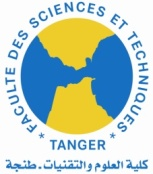 FACULTE DES SCIENCES ET TECHNIQUES
TANGER
كلية العلوم والتقنيات - طنجة